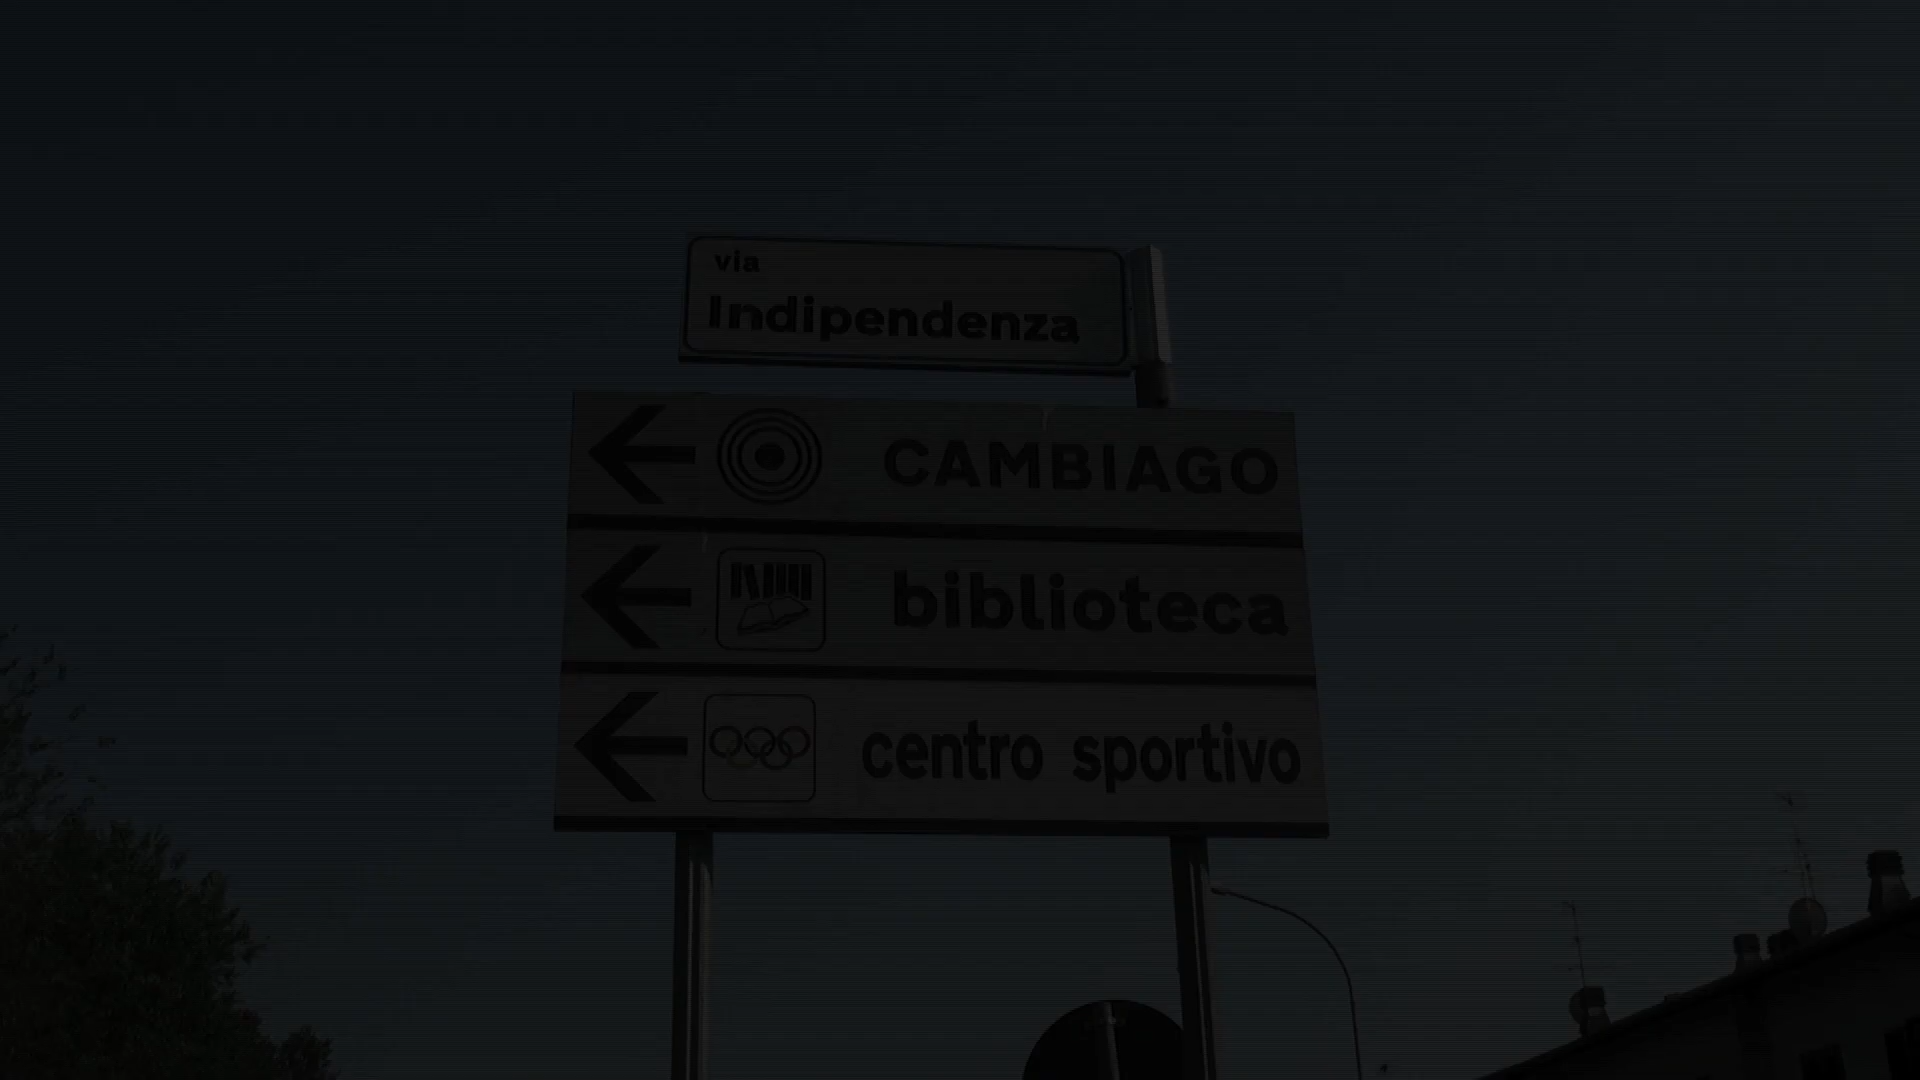 via
Indipendenza
CAMBIAGO
biblioteca
centro sportivo